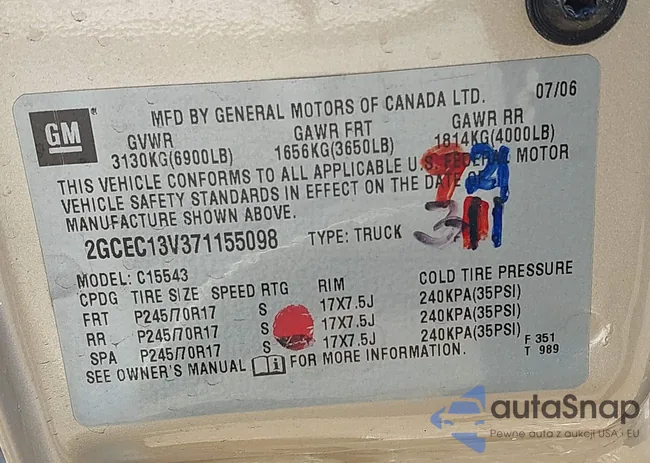 GM
MFD BY GENERAL MOTORS OF CANADA LTD. 07/06
GVWR GAWR FRT GAWR RR
3130KG(6900LB) 1656KG(3650LB) 1814KG(4000LB)
THIS VEHICLE CONFORMS TO ALL APPLICABLE U.S. FEDERAL MOTOR
VEHICLE SAFETY STANDARDS IN EFFECT ON THE DATE OF
MANUFACTURE SHOWN ABOVE.
2GCEC13V371155098 TYPE: TRUCK
MODEL: C15543
CPDG TIRE SIZE SPEED RTG RIM COLD TIRE PRESSURE
FRT P245/70R17 S 17X7.5J 240KPA(35PSI)
RR P245/70R17 S 17X7.5J 240KPA(35PSI)
SPA P245/70R17 S 17X7.5J 240KPA(35PSI)
SEE OWNER'S MANUAL FOR MORE INFORMATION.
F 351
T 989
autaSnap
Pewne auta z aukcji USA i EU